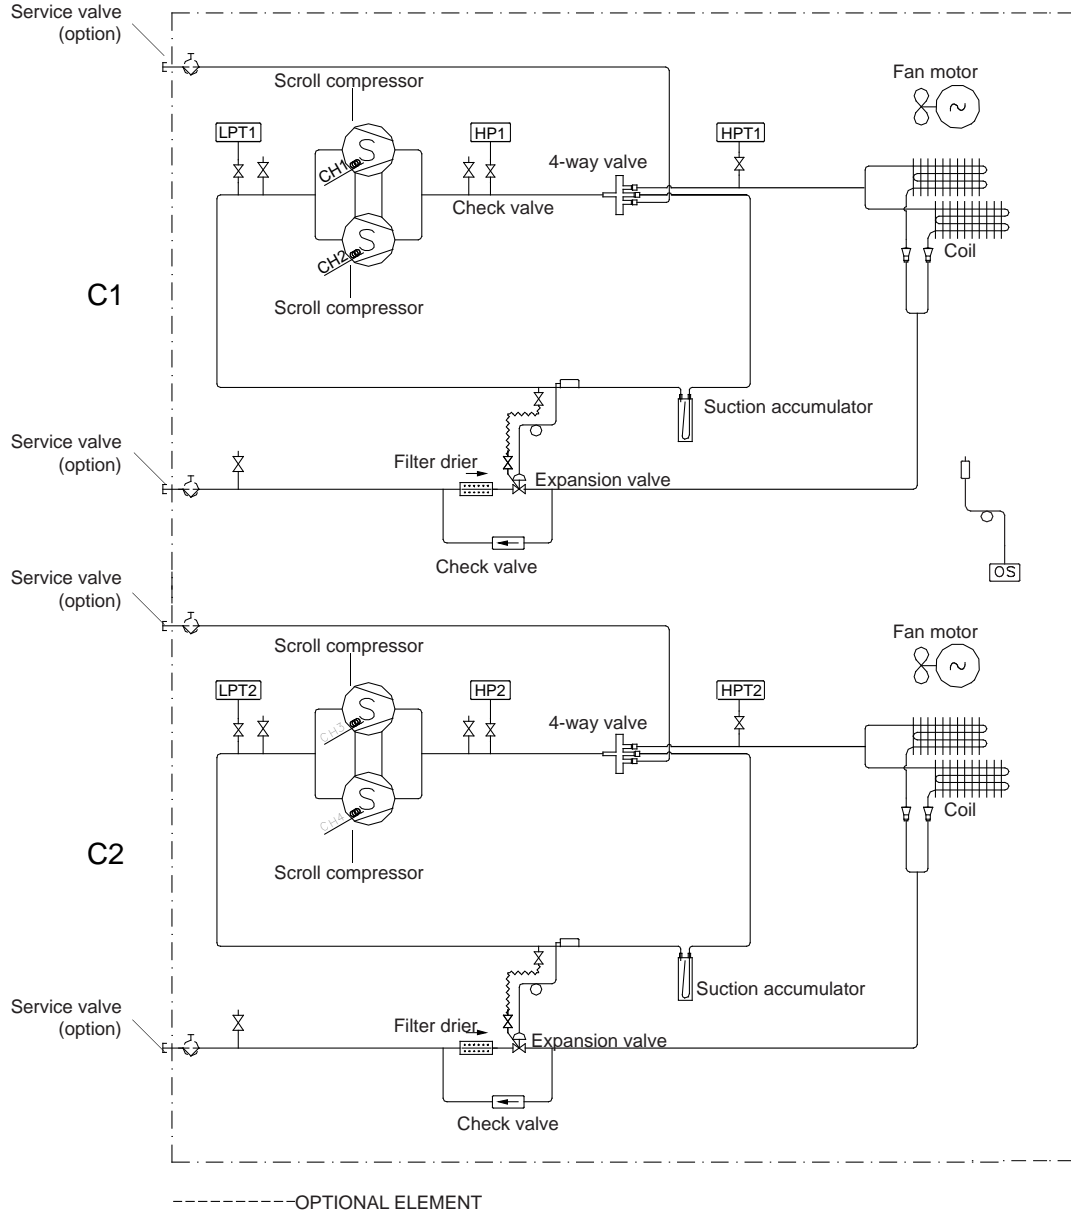 Service valve
(option)
Scroll compressor
Fan motor
LPT1
HP1
HPT1
CH1
4-way valve
Check valve
CH2
Coil
C1
Scroll compressor
Suction accumulator
Service valve
(option)
Filter drier
Expansion valve
Check valve
OS
Service valve
(option)
Scroll compressor
Fan motor
LPT2
HP2
HPT2
4-way valve
CH3
CH4
Coil
C2
Scroll compressor
Suction accumulator
Service valve
(option)
Filter drier
Expansion valve
Check valve
OPTIONAL ELEMENT